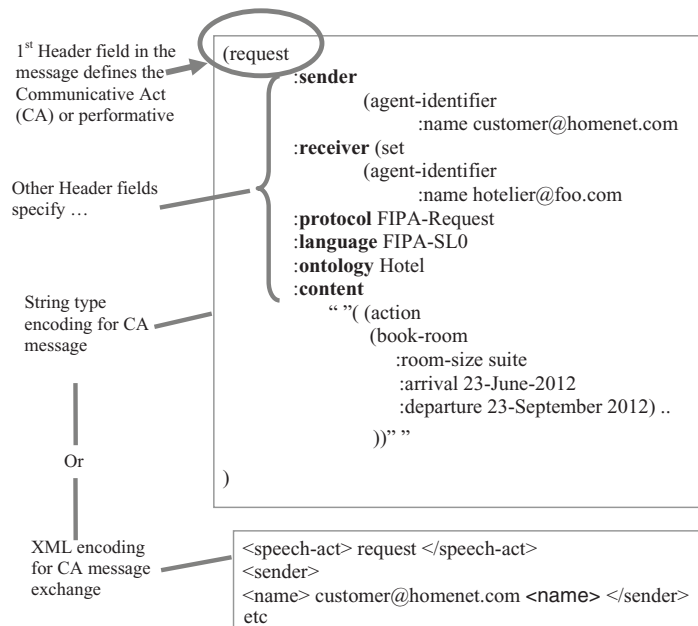 1st Header field in the
message defines the
Communicative Act
(CA) or performative
Other Header fields
specify …
String type
encoding for CA
message
Or
XML encoding
for CA message
exchange
(request
:sender
(agent-identifier
:name customer@homenet.com
:receiver (set
(agent-identifier
:name hotelier@foo.com
:protocol FIPA-Request
:language FIPA-SL0
:ontology Hotel
:content
“ ”( (action
(book-room
:room-size suite
:arrival 23-June-2012
:departure 23-September 2012) ..
))” ”
)
<speech-act> request </speech-act>
<sender>
<name> customer@homenet.com <name> </sender>
etc